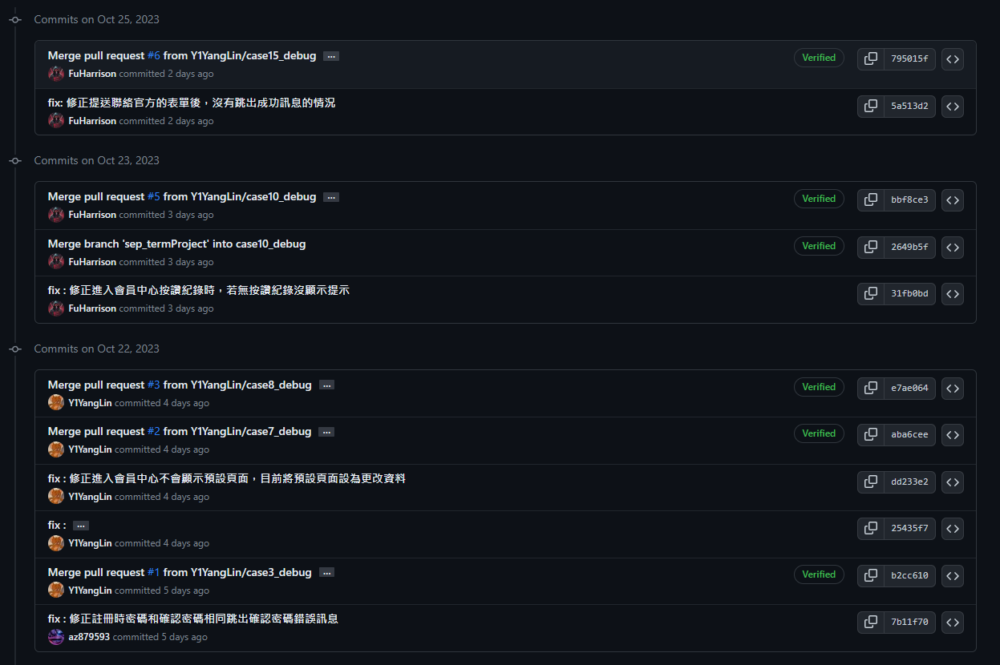 Commits on Oct 25, 2023
Merge pull request #6 from Y1YangLin/case15_debug …
Verified
795015f
FuHarrison committed 2 days ago
fix: 修正提送聯絡官方的表單後，沒有跳出成功訊息的情況
5a513d2
FuHarrison committed 2 days ago
Commits on Oct 23, 2023
Merge pull request #5 from Y1YangLin/case10_debug …
Verified
bbf8ce3
FuHarrison committed 3 days ago
Merge branch 'sep_termProject' into case10_debug
Verified
2649b5f
FuHarrison committed 3 days ago
fix : 修正進入會員中心按讚紀錄時，若無按讚紀錄沒顯示提示
31fb0bd
FuHarrison committed 3 days ago
Commits on Oct 22, 2023
Merge pull request #3 from Y1YangLin/case8_debug …
Verified
e7ae064
Y1YangLin committed 4 days ago
Merge pull request #2 from Y1YangLin/case7_debug …
Verified
aba6cee
Y1YangLin committed 4 days ago
fix : 修正進入會員中心不會顯示預設頁面，目前將預設頁面設為更改資料
dd233e2
Y1YangLin committed 4 days ago
fix : …
25435f7
Y1YangLin committed 4 days ago
Merge pull request #1 from Y1YangLin/case3_debug …
Verified
b2cc610
Y1YangLin committed 5 days ago
fix : 修正註冊時密碼和確認密碼相同跳出確認密碼錯誤訊息
7b11f70
az879593 committed 5 days ago